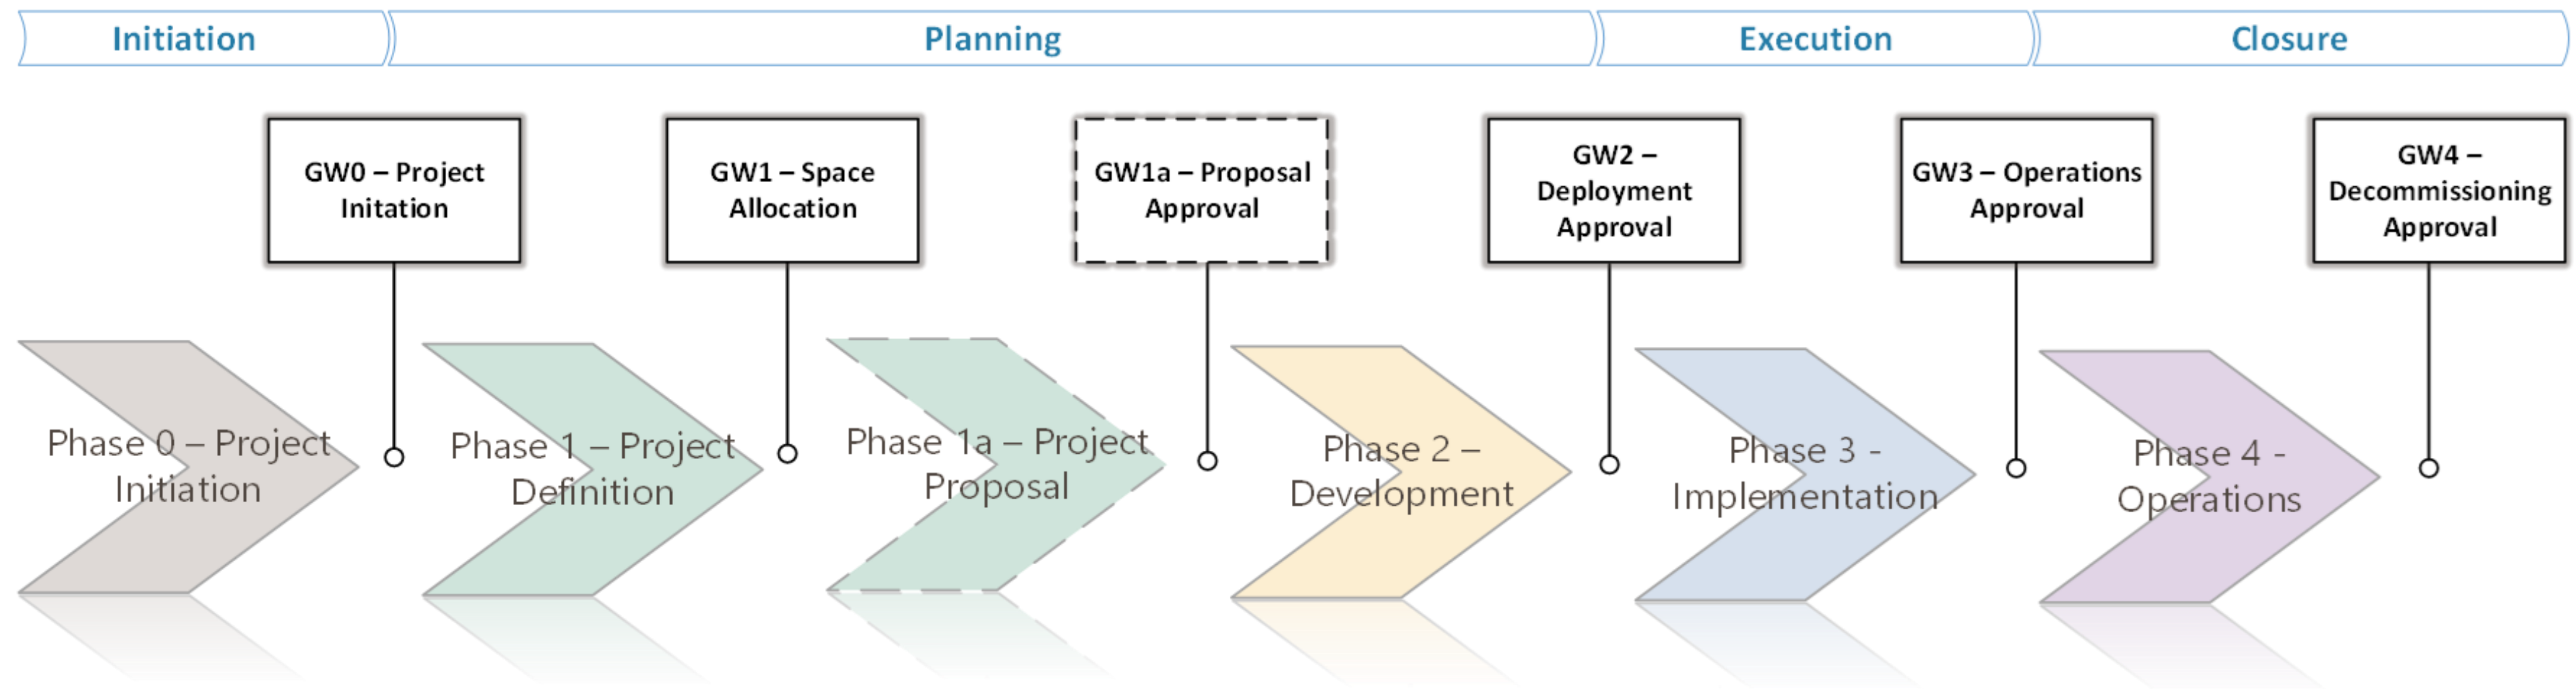 Initiation
Planning
Execution
Closure
GW0 – Project
Initation
GW1 – Space
Allocation
GW1a – Proposal
Approval
GW2 –
Deployment
Approval
GW3 – Operations
Approval
GW4 –
Decommissioning
Approval
Phase 0 – Project
Initiation
Phase 1 – Project
Definition
Phase 1a – Project
Proposal
Phase 2 –
Development
Phase 3 -
Implementation
Phase 4 -
Operations